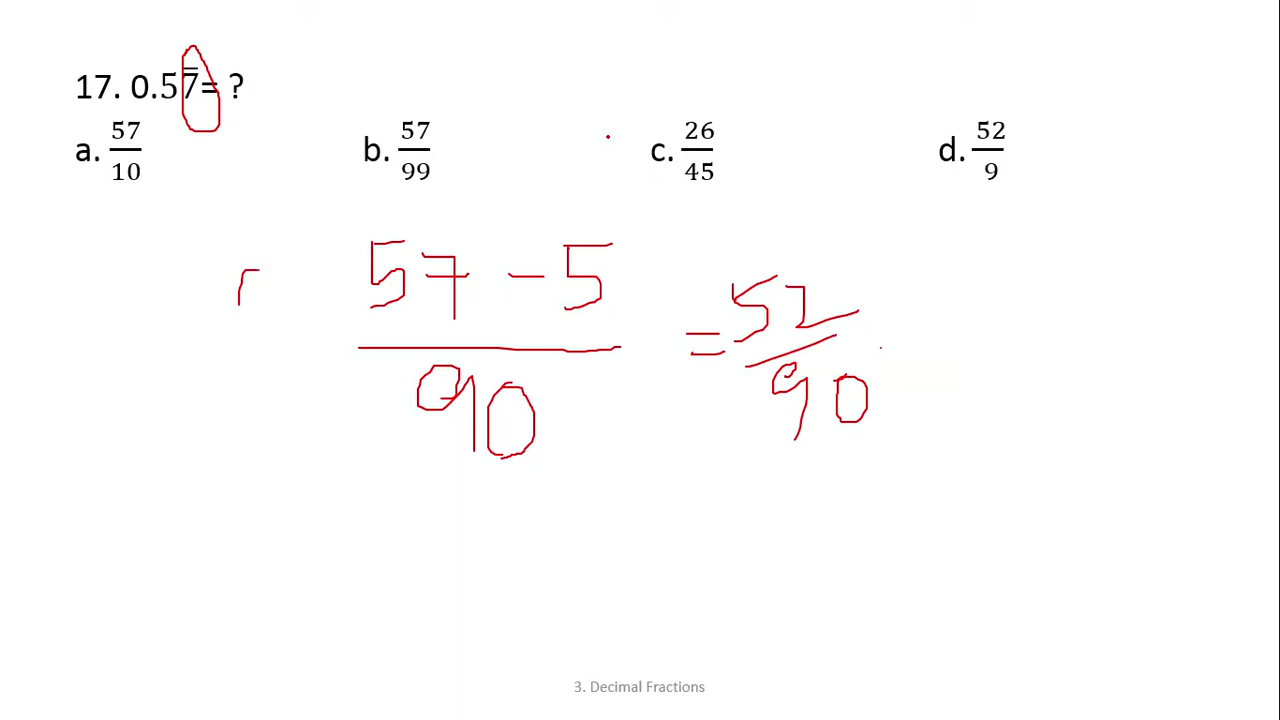 17. 0.57̅= ?
a. 57/10 b. 57/99 c. 26/45 d. 52/9
57 - 5 / 90 = 52 / 90
3. Decimal Fractions